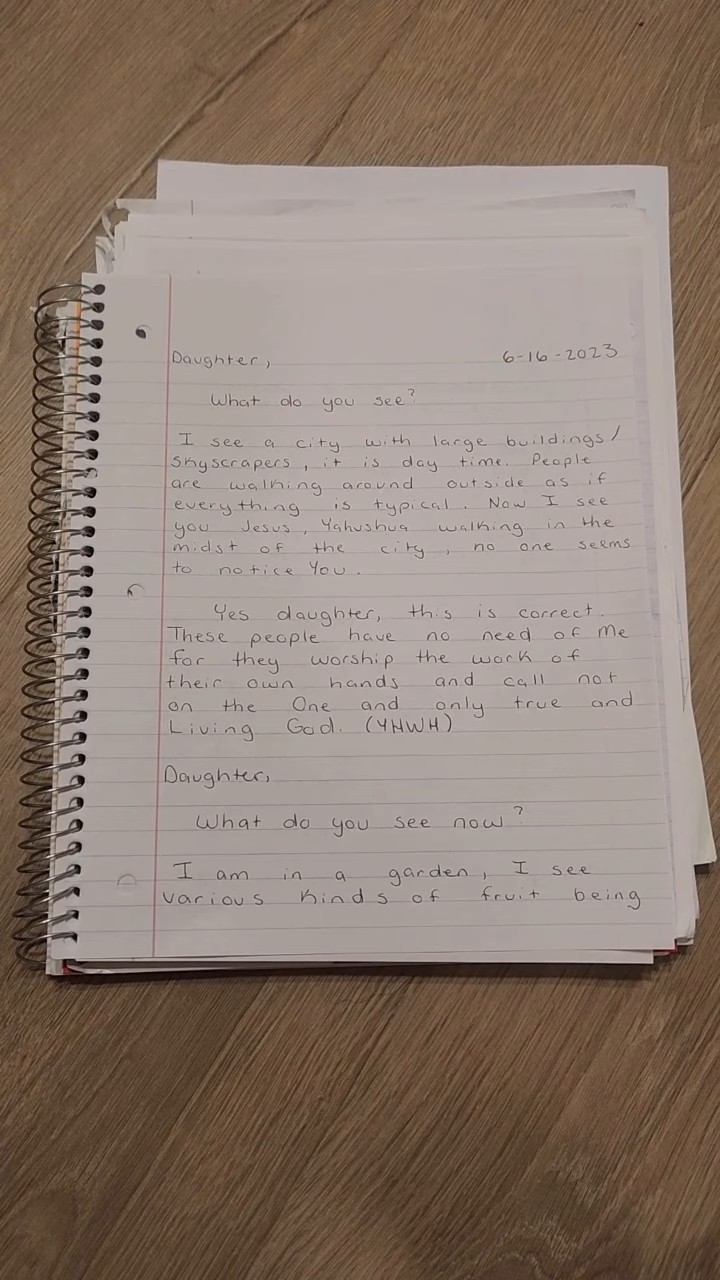 Daughter, 6-16-2023
What do you see?
I see a city with large buildings/
skyscrapers, it is day time. People
are walking around outside as if
everything is typical. Now I see
you Jesus, Yahushua walking in the
midst of the city, no one seems
to notice You.
Yes daughter, this is correct.
These people have no need of Me
for they worship the work of
their own hands and call not
on the One and only true and
Living God. (YHWH)
Daughter,
What do you see now?
I am in a garden, I see
various kinds of fruit being